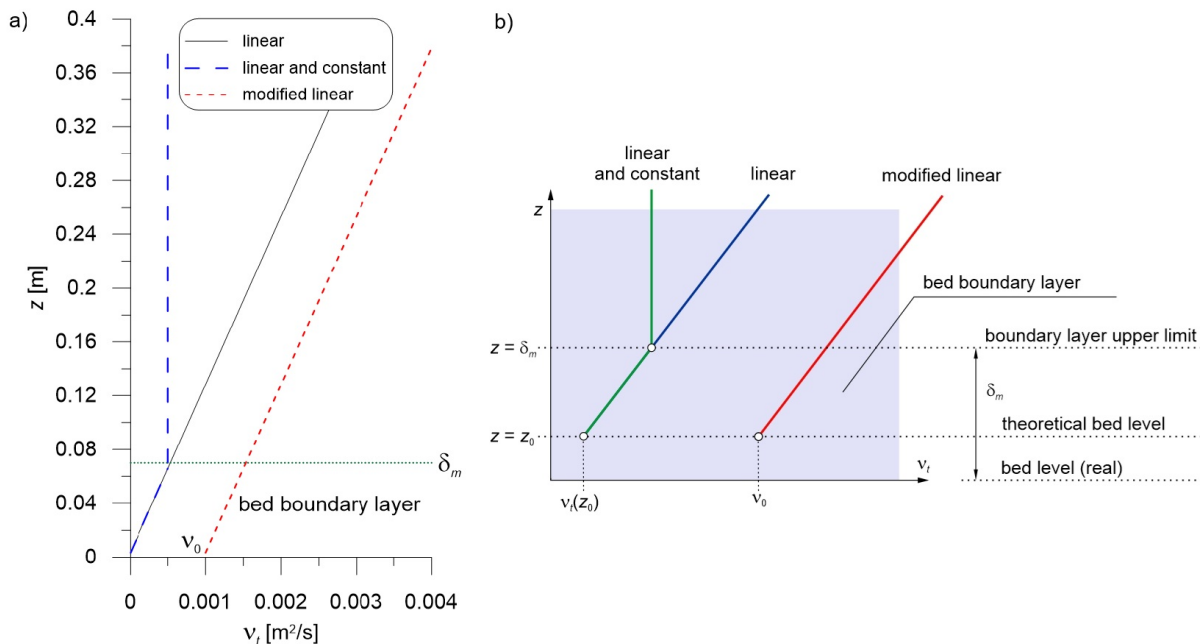 a)
linear
linear and constant
modified linear
0.4
0.36
0.32
0.28
0.24
0.2
0.16
0.12
0.08
0.04
0
z [m]
δm
bed boundary layer
ν0
0
0.001
0.002
0.003
0.004
νt [m²/s]
b)
linear
and constant
linear
modified linear
z
bed boundary layer
boundary layer upper limit
z = δm
δm
theoretical bed level
z = z0
νt
bed level (real)
νt(z0)
ν0